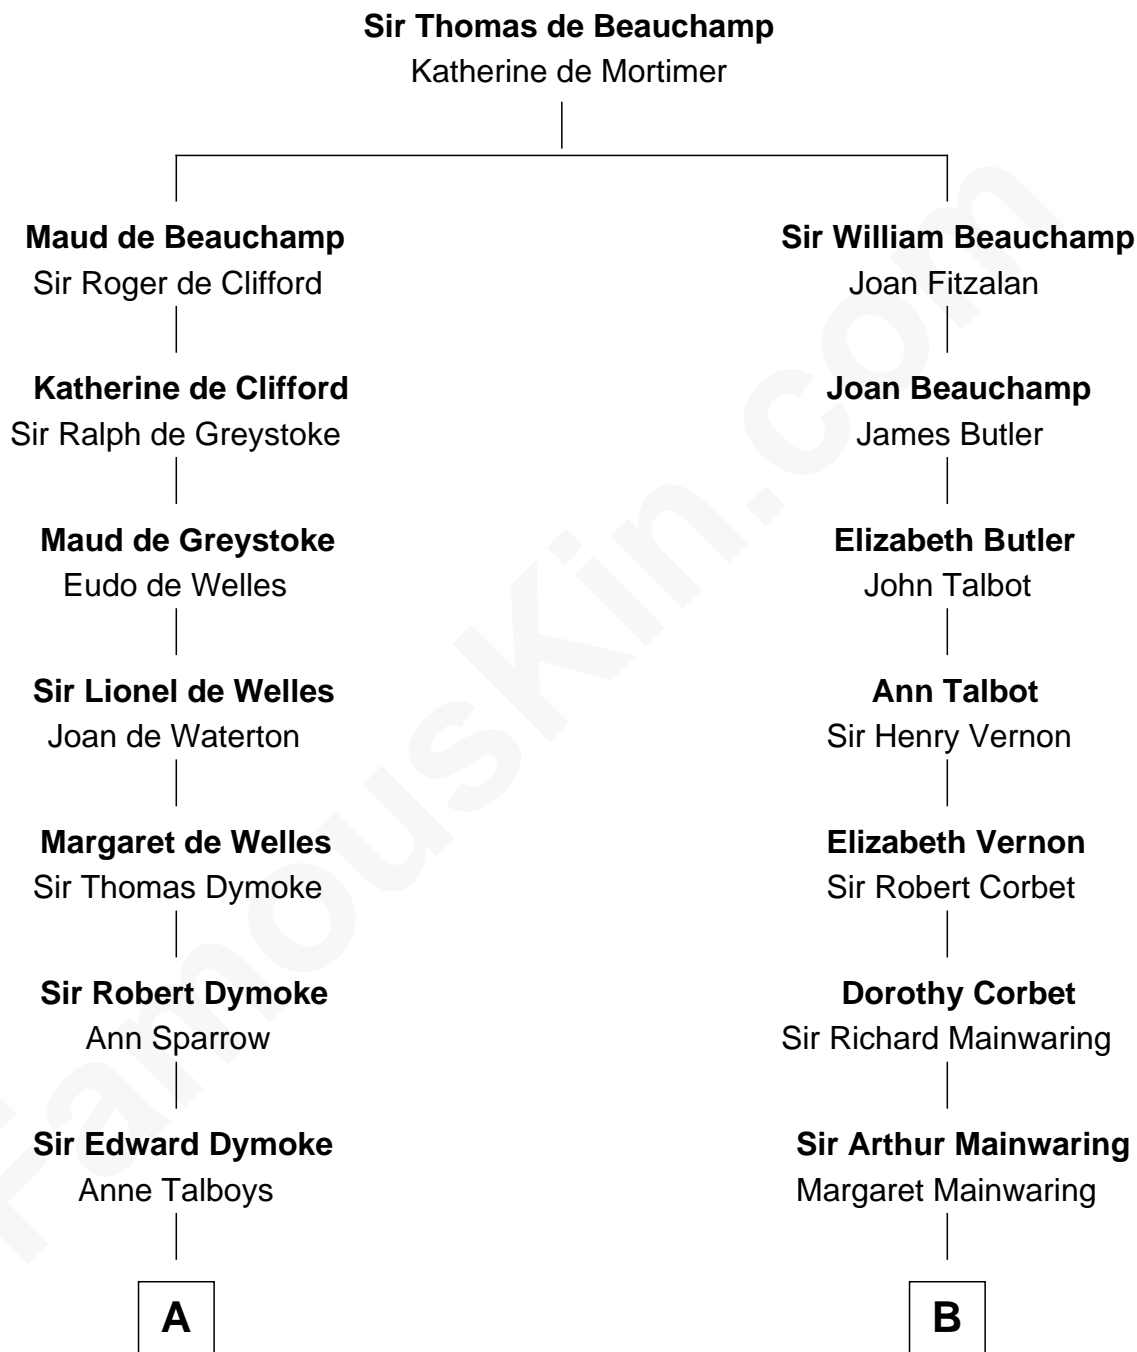 Sir Thomas de Beauchamp
Katherine de Mortimer
Maud de Beauchamp
Sir Roger de Clifford
Katherine de Clifford
Sir Ralph de Greystoke
Maud de Greystoke
Eudo de Welles
Sir Lionel de Welles
Joan de Waterton
Margaret de Welles
Sir Thomas Dymoke
Sir Robert Dymoke
Ann Sparrow
Sir Edward Dymoke
Anne Talboys
A
Sir William Beauchamp
Joan Fitzalan
Joan Beauchamp
James Butler
Elizabeth Butler
John Talbot
Ann Talbot
Sir Henry Vernon
Elizabeth Vernon
Sir Robert Corbet
Dorothy Corbet
Sir Richard Mainwaring
Sir Arthur Mainwaring
Margaret Mainwaring
B
FamousKin.com